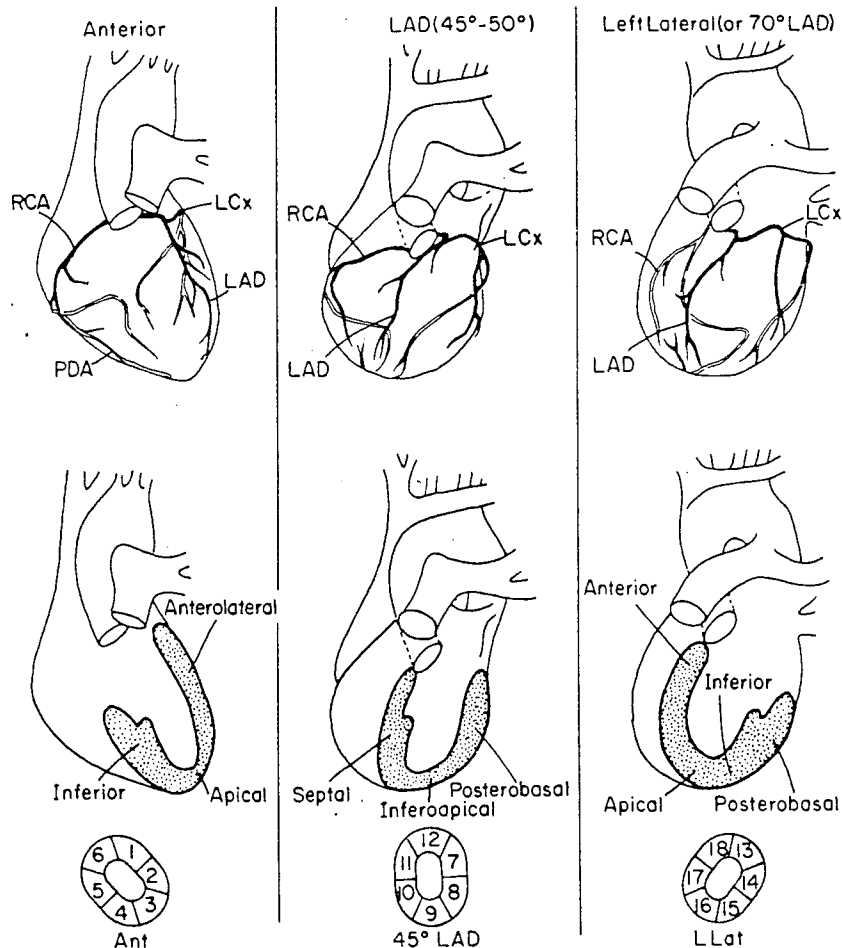 Anterior
LAD(45°-50°)
Left Lateral(or 70°LAD)
RCA
LCx
LAD
PDA
RCA
LCx
LAD
RCA
LCx
LAD
Anterolateral
Inferior
Apical
Septal
Inferoapical
Posterobasal
Anterior
Inferior
Apical
Posterobasal
6 1
5 2
4 3
Ant
12
11 7
10 8
9
45° LAD
18 13
17 14
16 15
L Lat